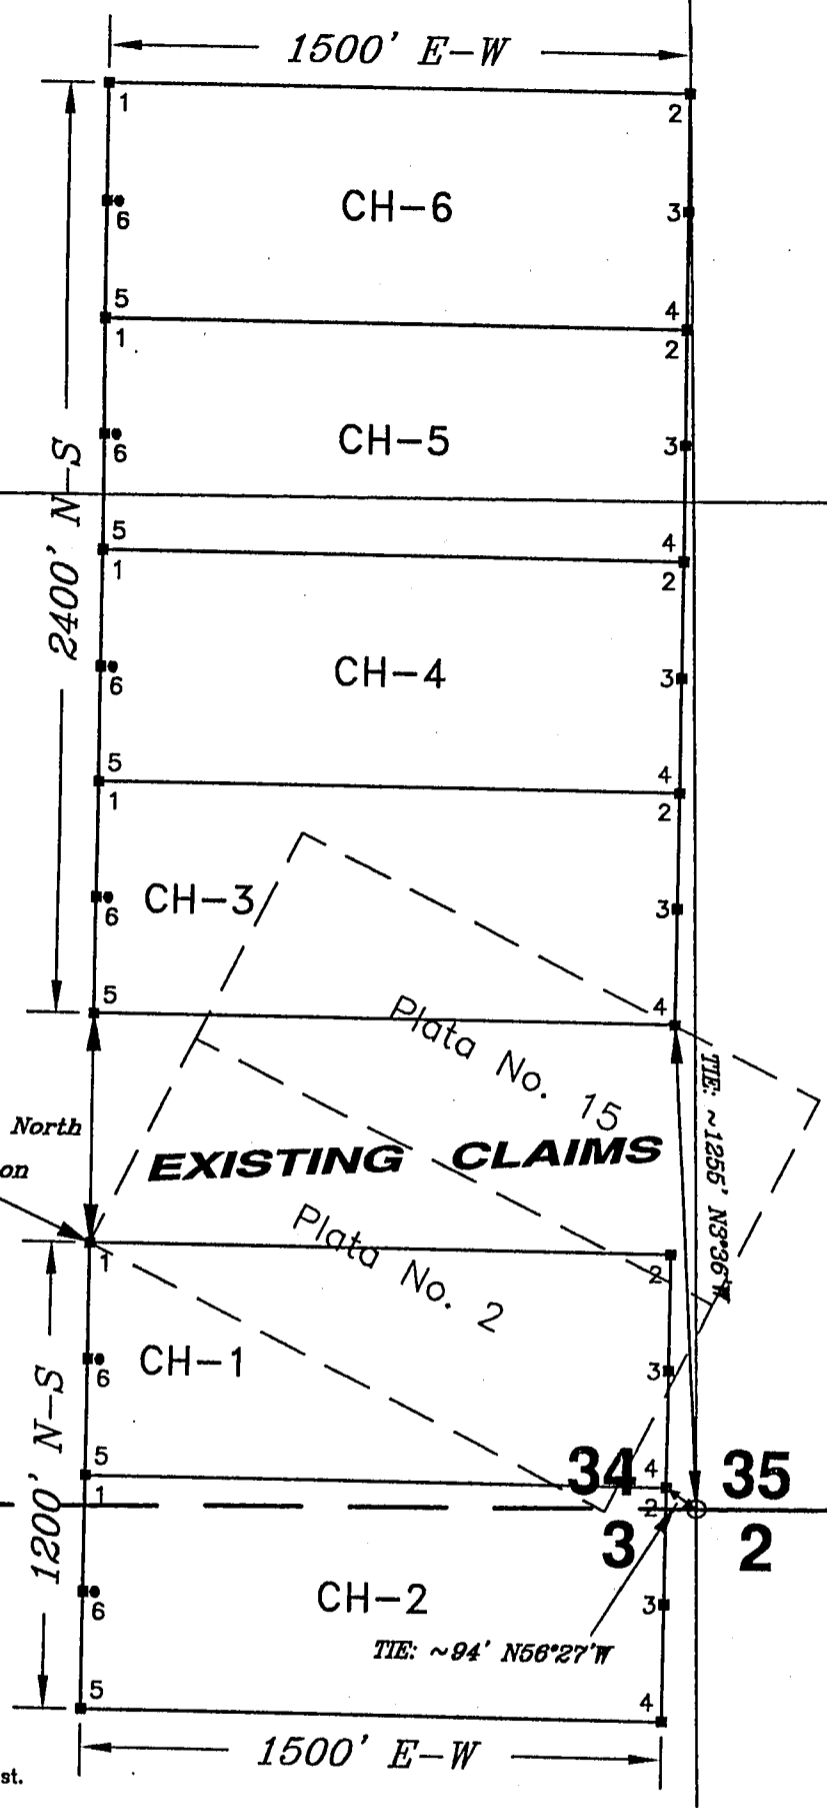 1500' E-W
1
2
CH-6
6
3
5
4
1
2
CH-5
6
3
2400' N-S
5
4
1
2
CH-4
6
3
5
4
1
2
CH-3
6
3
5
4
Plata No. 15
TIE: ~1255' N3°36'W
North
on
EXISTING CLAIMS
Plata No. 2
1
2
CH-1
6
3
1200' N-S
5
4
34
35
1
2
3
2
CH-2
6
3
TIE: ~94' N56°27'W
5
4
1500' E-W
st.